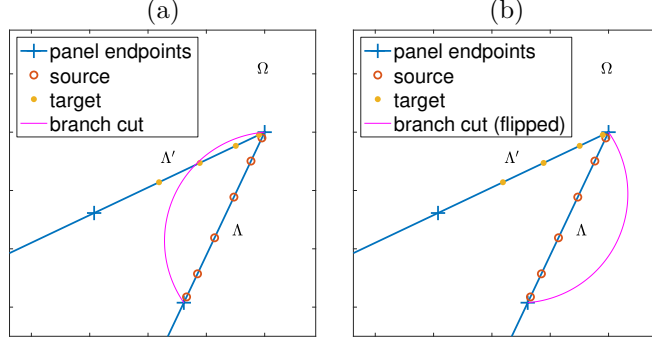 (a)
panel endpoints
source
target
branch cut
Ω
Λ′
Λ
(b)
panel endpoints
source
target
branch cut (flipped)
Ω
Λ′
Λ